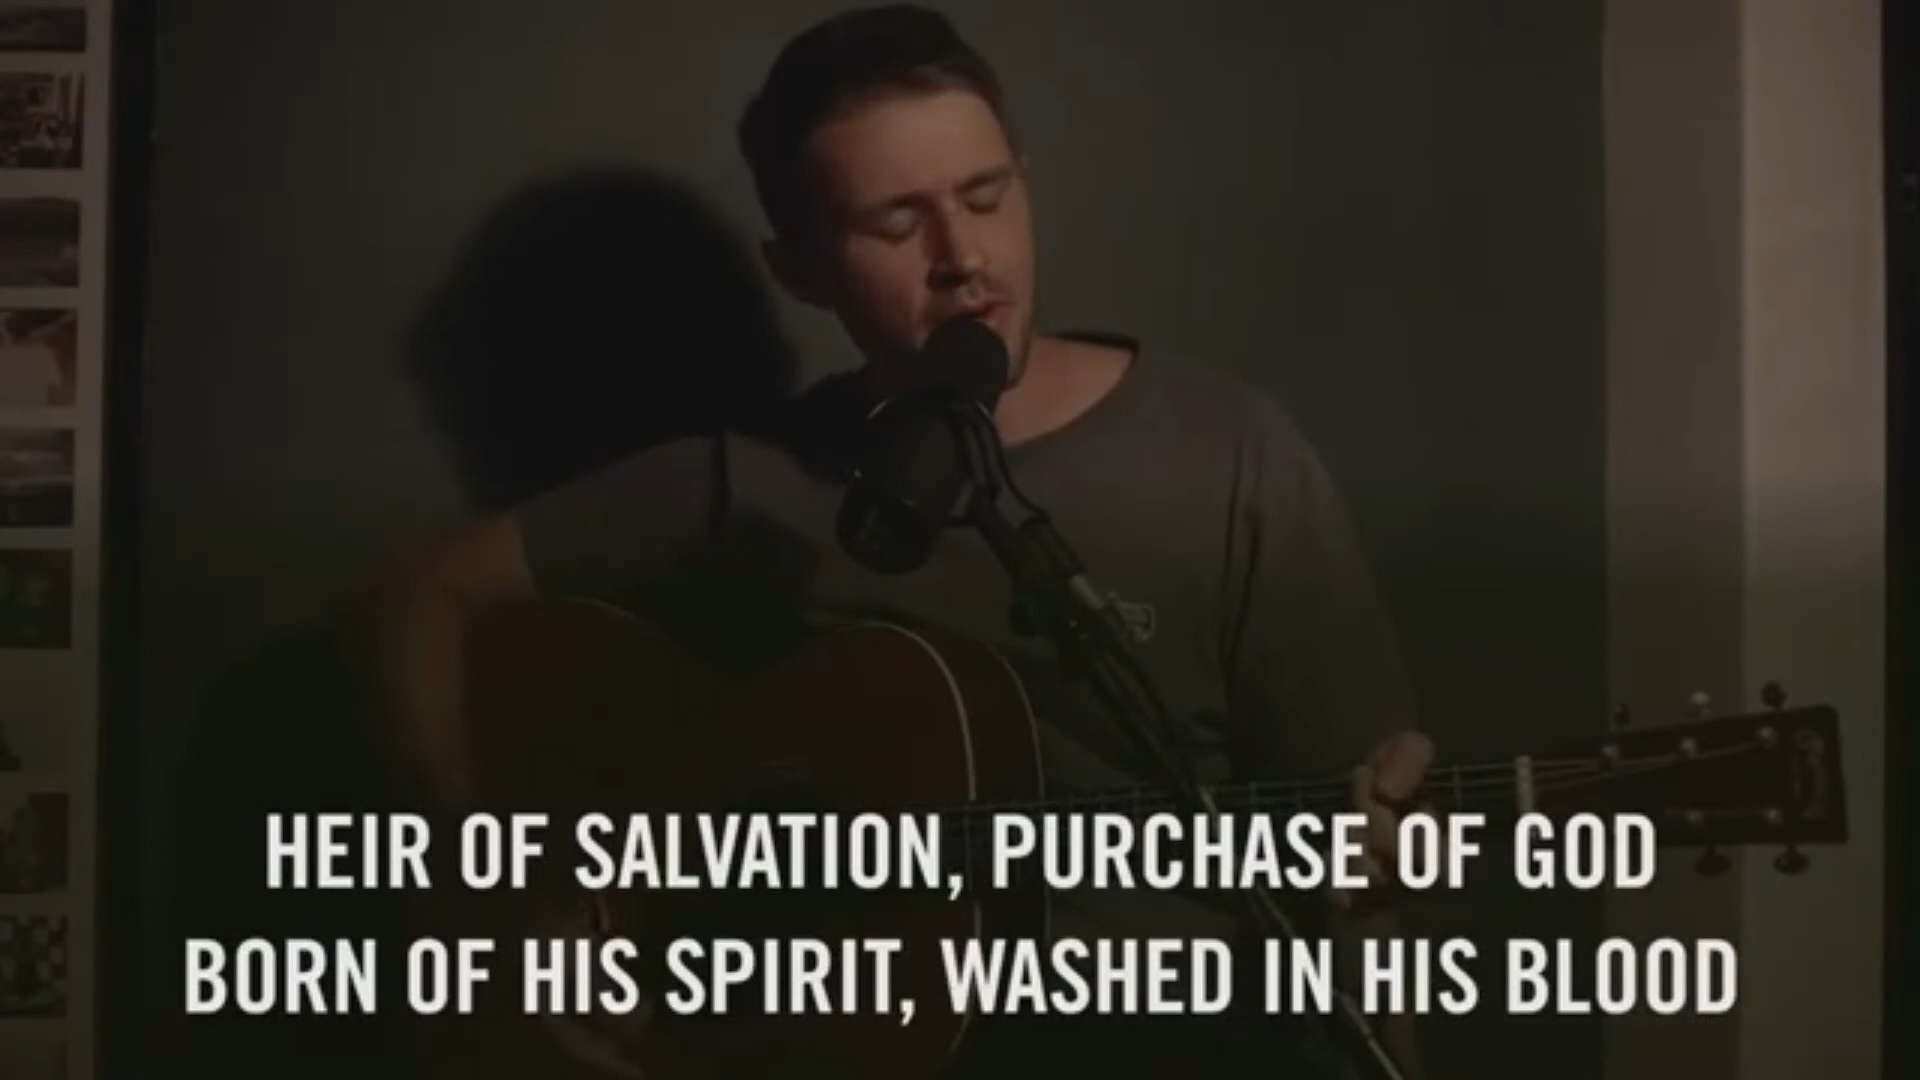 HEIR OF SALVATION, PURCHASE OF GOD
BORN OF HIS SPIRIT, WASHED IN HIS BLOOD